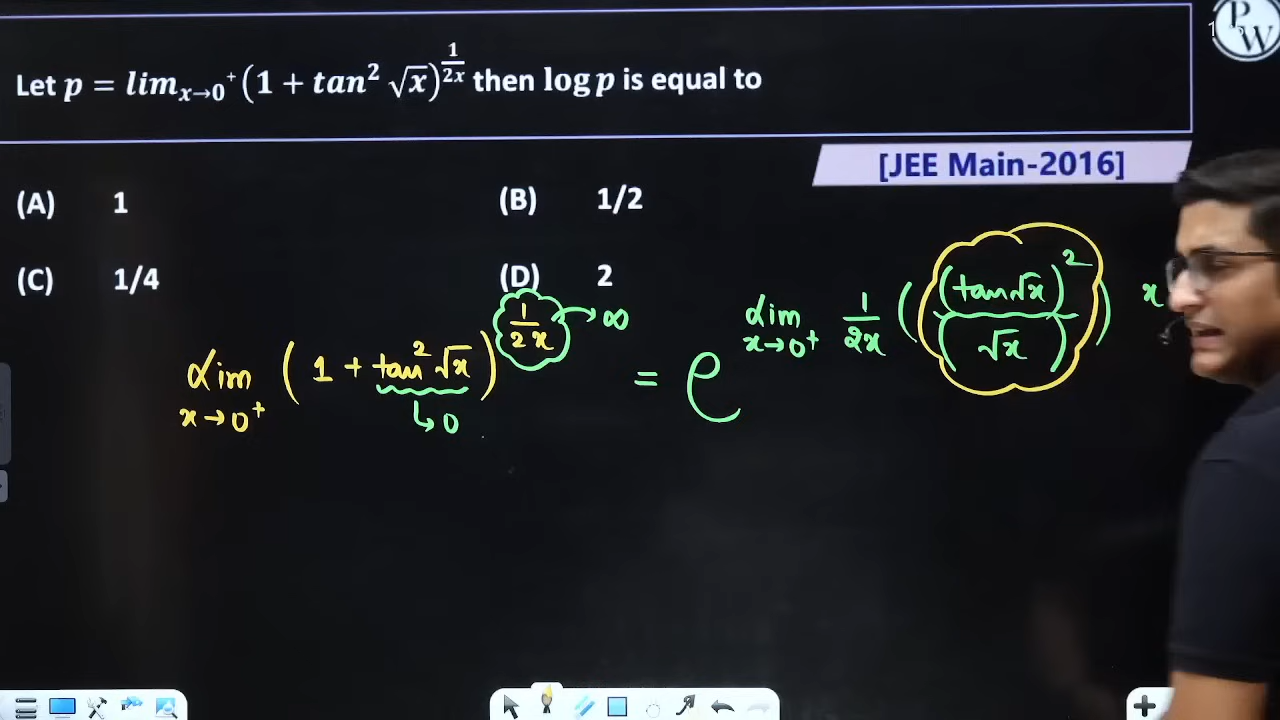 P
W
1
Let p = lim_{x→0⁺} (1 + tan² √x)^{1/2x} then log p is equal to
[JEE Main-2016]
(A) 1
(B) 1/2
(C) 1/4
(D) 2
lim_{x→0⁺} (1 + tan² √x)^{1/2x → ∞} = e^{lim_{x→0⁺} 1/2x ((tan√x)²/(√x)) x
↳ 0